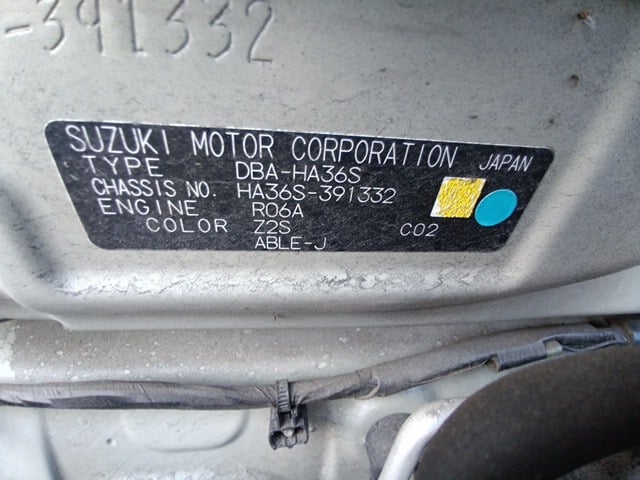 -391332
SUZUKI MOTOR CORPORATION JAPAN
TYPE DBA-HA36S
CHASSIS NO. HA36S-391332
ENGINE R06A
COLOR Z2S C02
ABLE-J